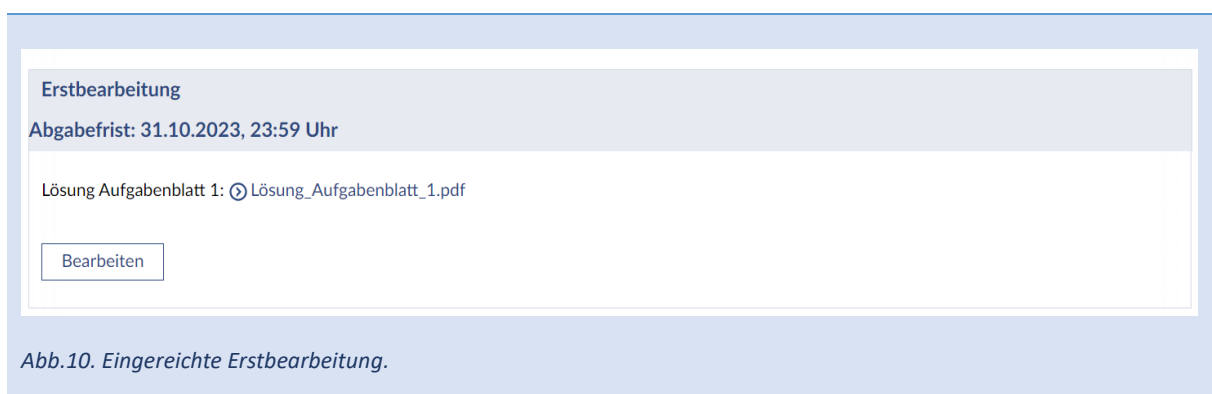 Erstbearbeitung
Abgabefrist: 31.10.2023, 23:59 Uhr
Lösung Aufgabenblatt 1: Lösung_Aufgabenblatt_1.pdf
Bearbeiten
Abb.10. Eingereichte Erstbearbeitung.